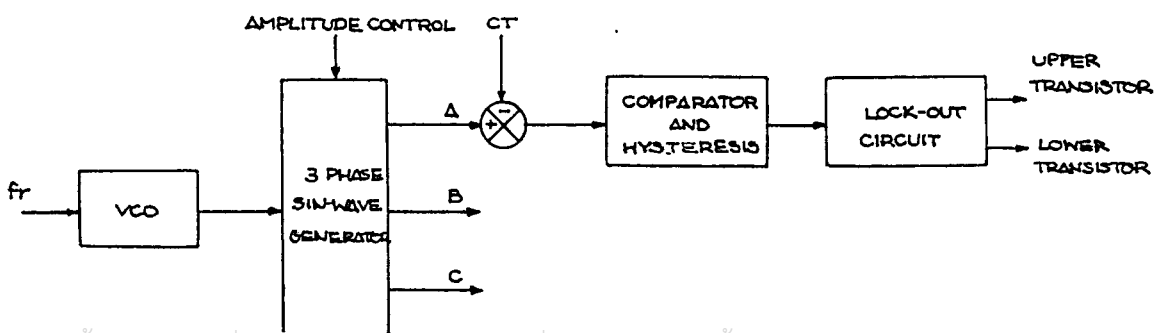 AMPLITUDE CONTROL
CT
fr
VCO
3 PHASE
SIN-WAVE
GENERATOR
A
B
C
+
−
COMPARATOR
AND
HYSTERESIS
LOCK-OUT
CIRCUIT
UPPER
TRANSISTOR
LOWER
TRANSISTOR